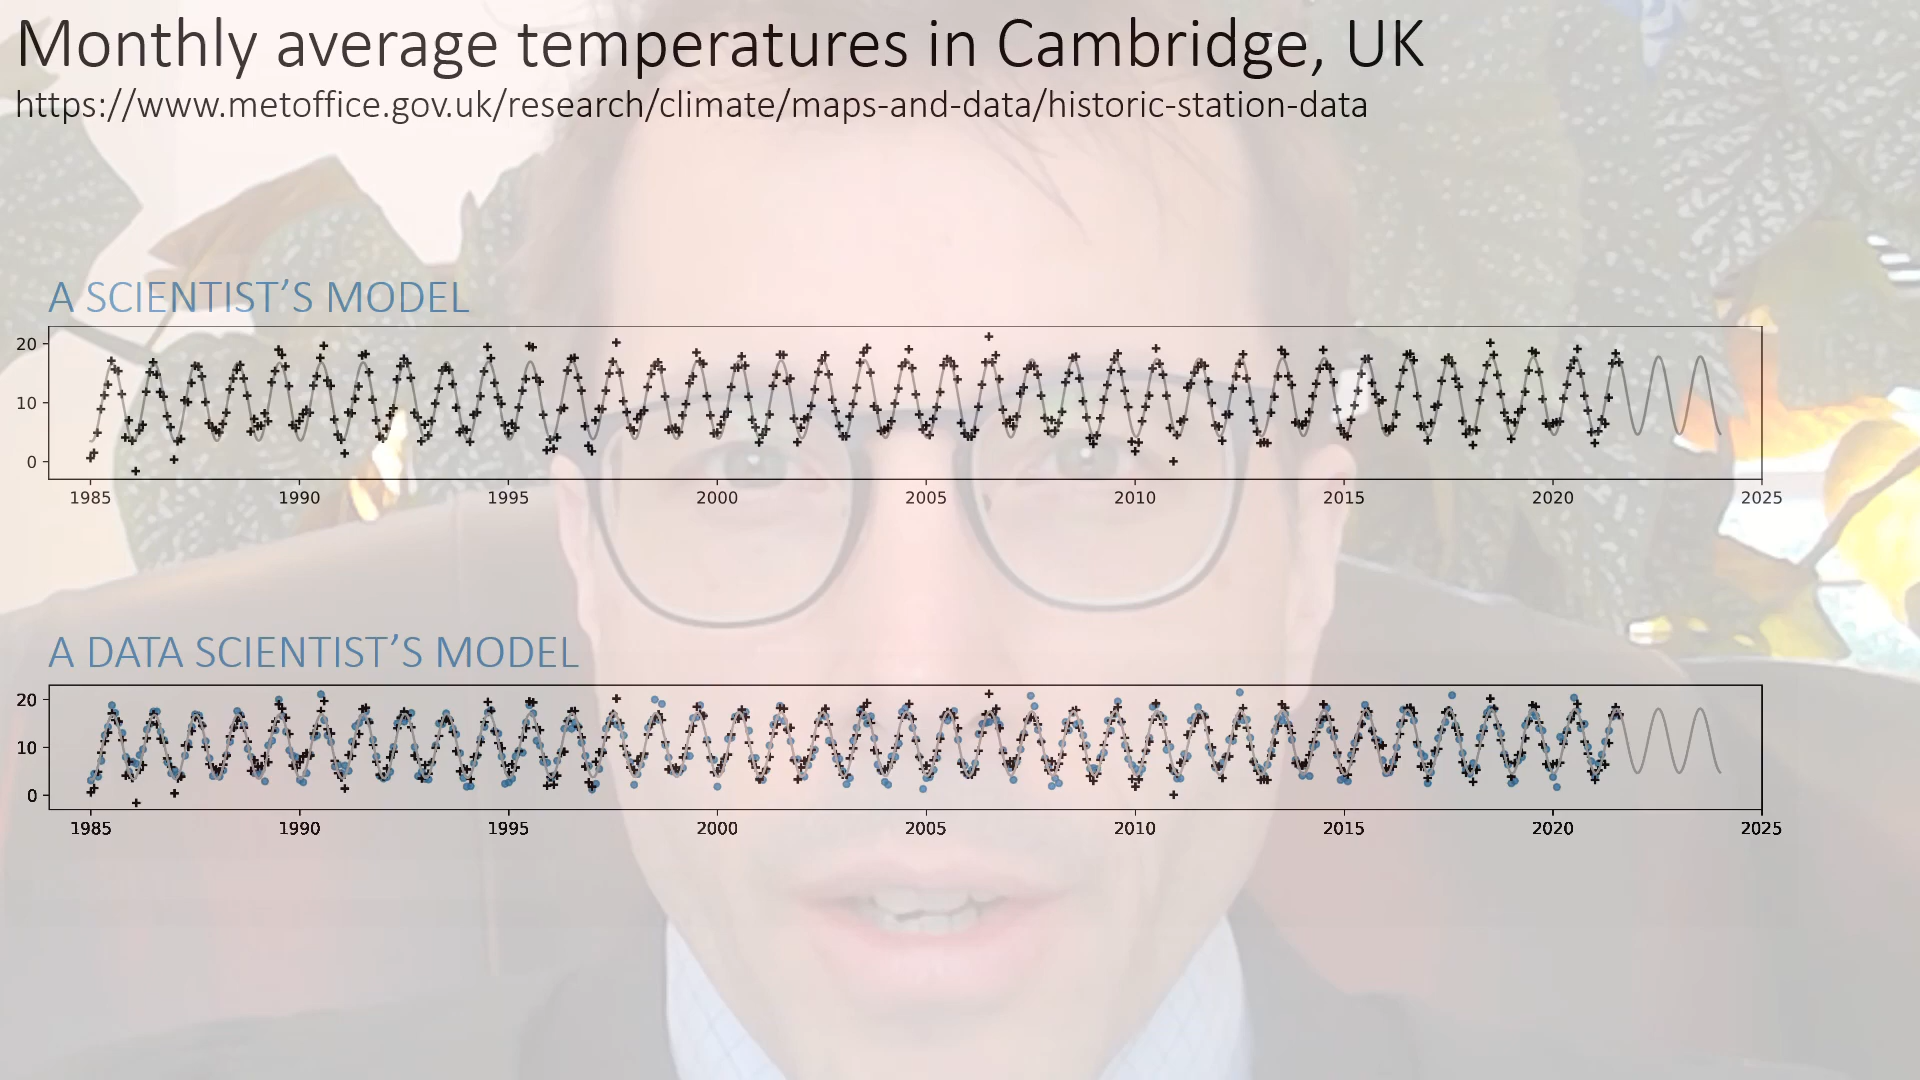 Monthly average temperatures in Cambridge, UK
https://www.metoffice.gov.uk/research/climate/maps-and-data/historic-station-data
A SCIENTIST’S MODEL
20
10
0
1985 1990 1995 2000 2005 2010 2015 2020 2025
A DATA SCIENTIST’S MODEL
20
10
0
1985 1990 1995 2000 2005 2010 2015 2020 2025